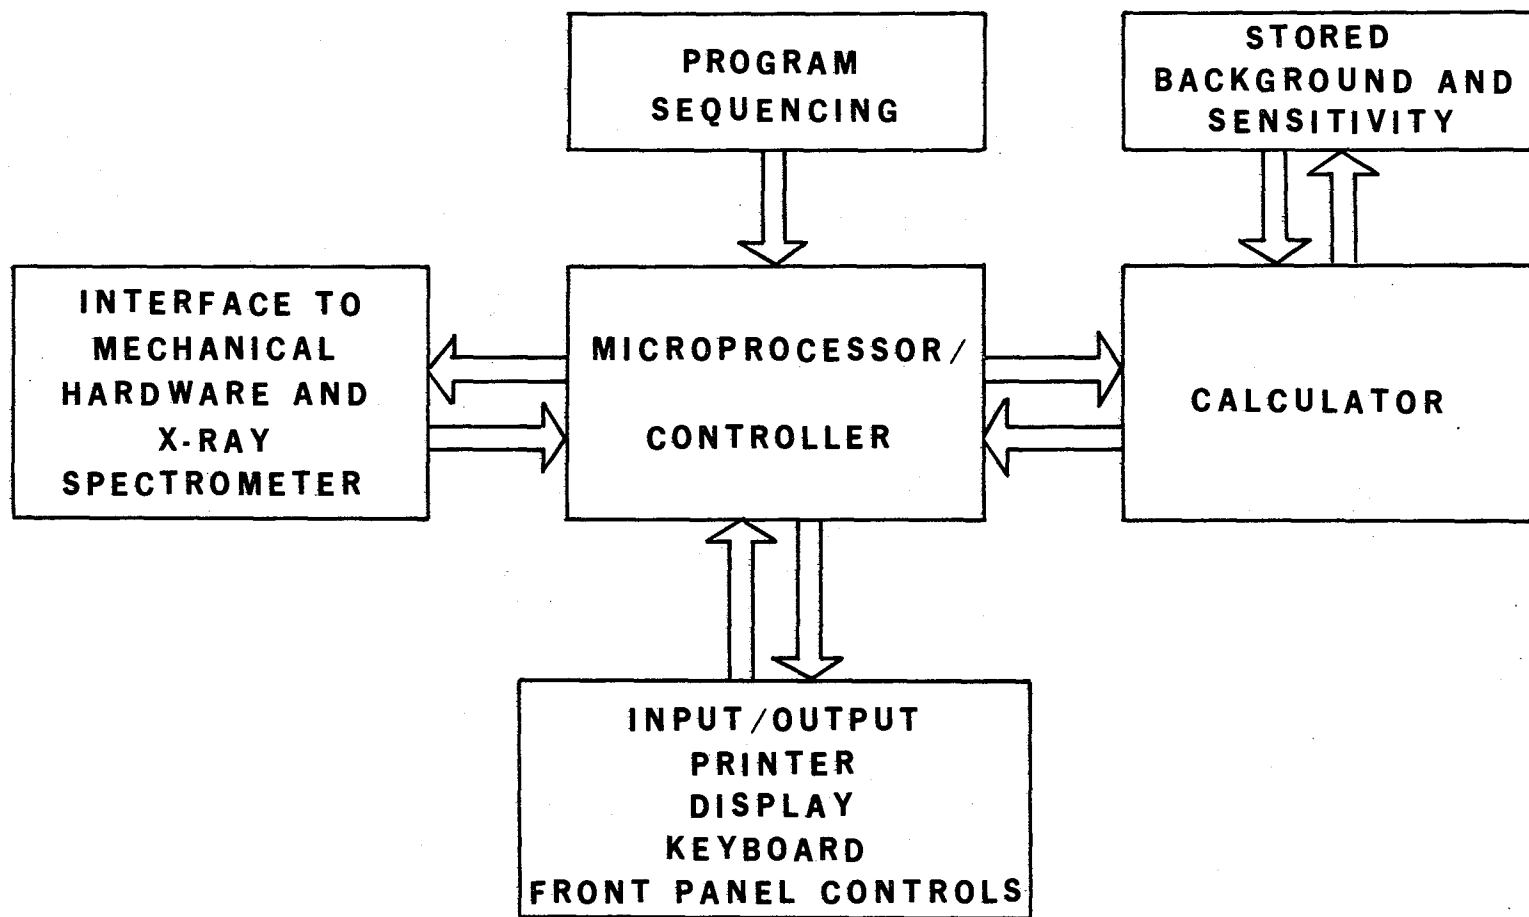 PROGRAM
SEQUENCING
STORED
BACKGROUND AND
SENSITIVITY
INTERFACE TO
MECHANICAL
HARDWARE AND
X-RAY
SPECTROMETER
MICROPROCESSOR/
CONTROLLER
CALCULATOR
INPUT/OUTPUT
PRINTER
DISPLAY
KEYBOARD
FRONT PANEL CONTROLS